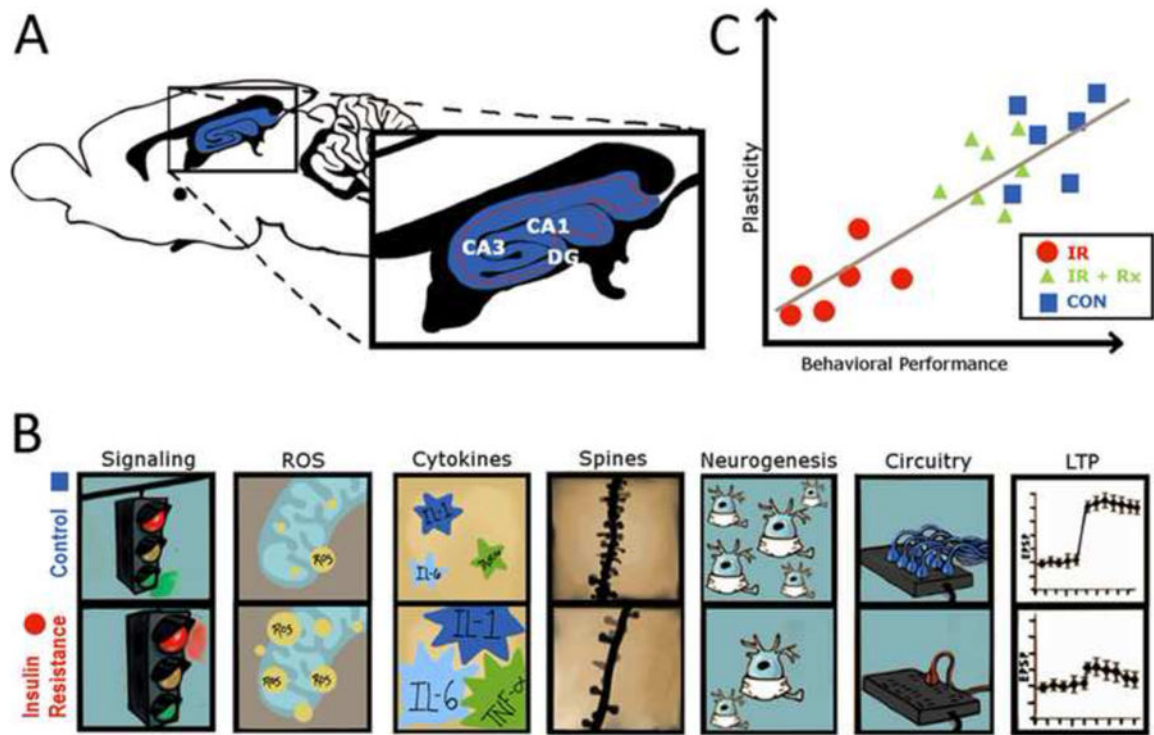 A
CA1
CA3
DG
C
Plasticity
Behavioral Performance
IR
IR + Rx
CON
B
Signaling
ROS
Cytokines
Spines
Neurogenesis
Circuitry
LTP
Control
ROS
IL-1
IL-6
EPSP
Insulin
Resistance
ROS
ROS
ROS
IL-1
IL-6
TNF-α
EPSP